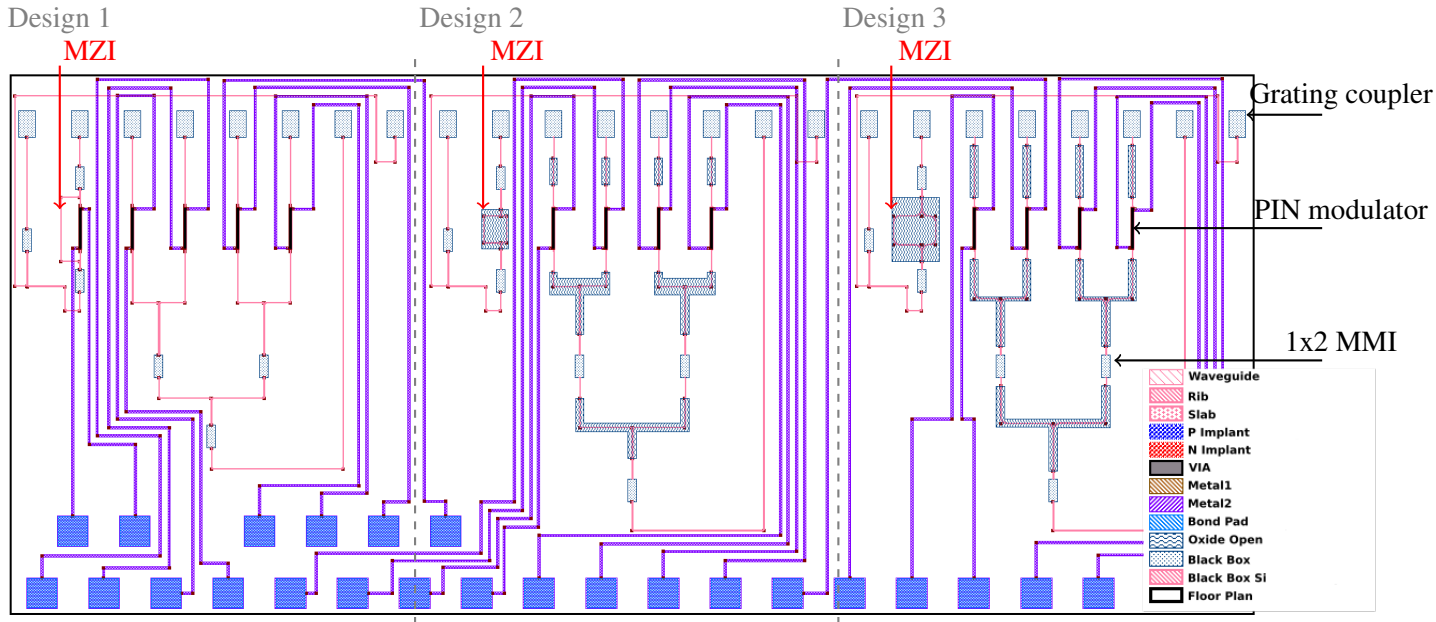 Design 1
Design 2
Design 3
MZI
MZI
MZI
Grating coupler
PIN modulator
1x2 MMI
Waveguide
Rib
Slab
P Implant
N Implant
VIA
Metal1
Metal2
Bond Pad
Oxide Open
Black Box
Black Box Si
Floor Plan